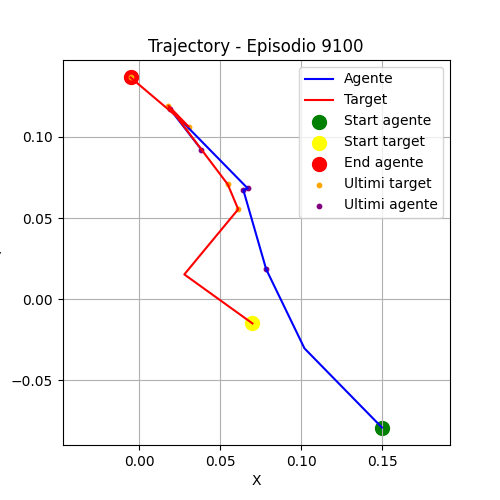 Trajectory - Episodio 9100
Agente
Target
Start agente
Start target
End agente
Ultimi target
Ultimi agente
0.10
0.05
0.00
−0.05
0.00
0.05
0.10
0.15
X